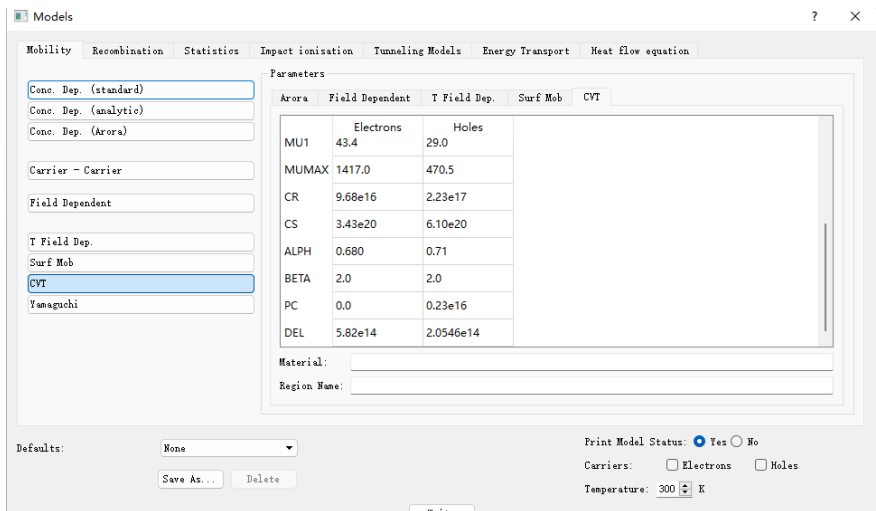 Models ? ×
Mobility Recombination Statistics Impact ionisation Tunneling Models Energy Transport Heat flow equation
Conc. Dep. (standard)
Conc. Dep. (analytic)
Conc. Dep. (Arora)
Carrier - Carrier
Field Dependent
T Field Dep.
Surf Mob
CVT
Yamaguchi
Parameters
Arora Field Dependent T Field Dep. Surf Mob CVT
Electrons Holes
MU1 43.4 29.0
MUMAX 1417.0 470.5
CR 9.68e16 2.23e17
CS 3.43e20 6.10e20
ALPH 0.680 0.71
BETA 2.0 2.0
PC 0.0 0.23e16
DEL 5.82e14 2.0546e14
Material:
Region Name:
Defaults: None
Save As... Delete
Print Model Status: Yes No
Carriers: Electrons Holes
Temperature: 300 K